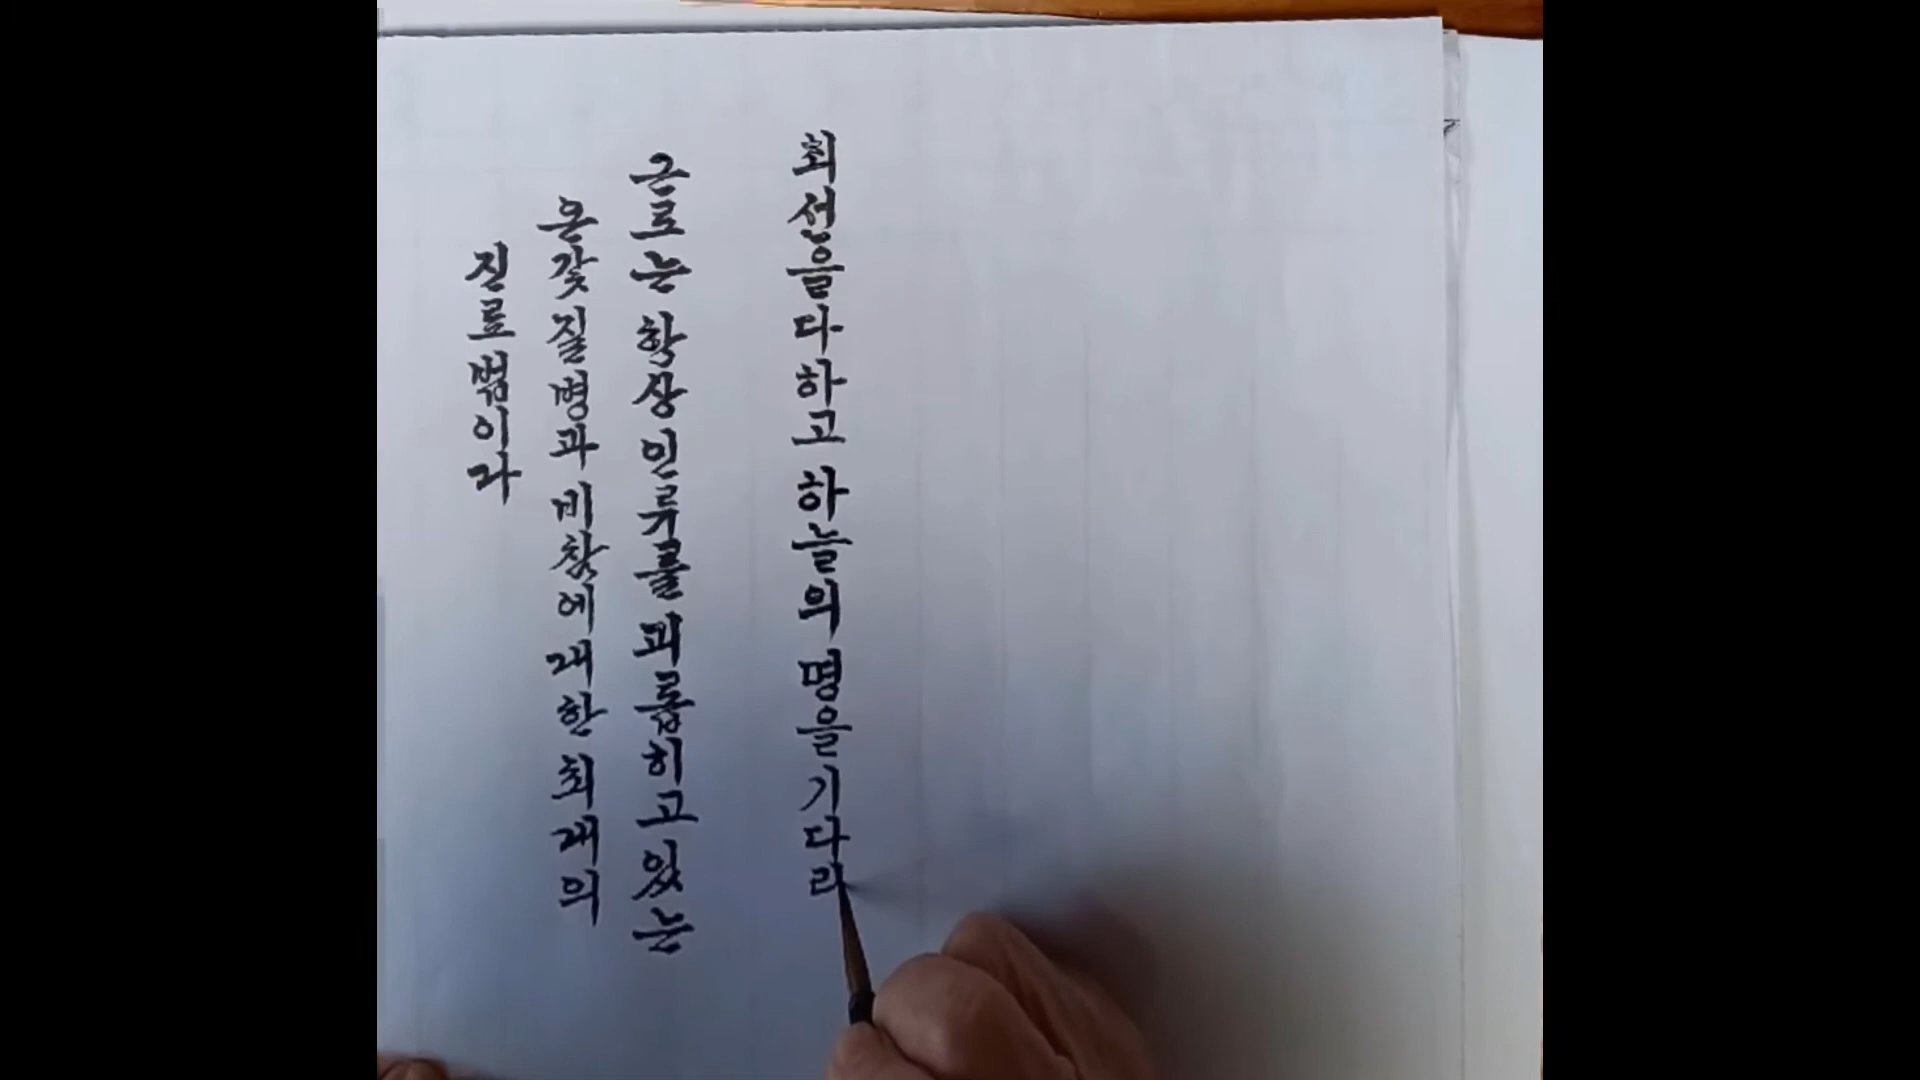 최선을다하고 하늘의 명을기다리
근로는 항상 인류를 괴롭히고 있는
온갖 질병과 비참에 대한 최대의
진료법이라